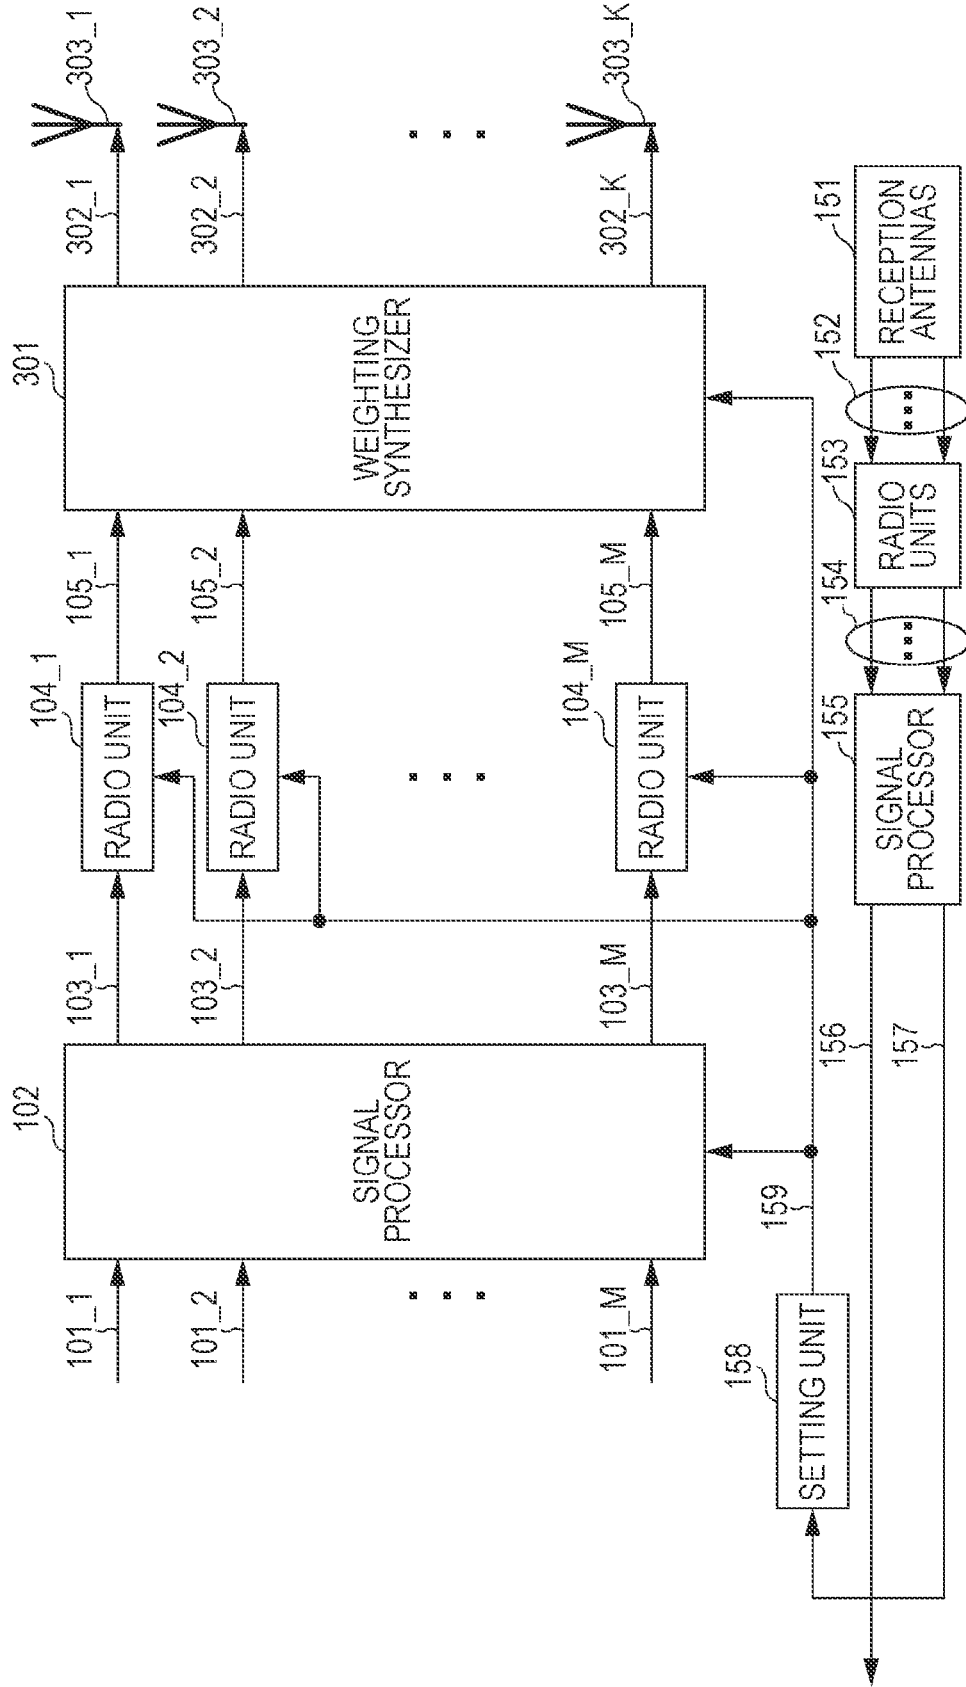 101_1
101_2
101_M
102
SIGNAL
PROCESSOR
103_1
103_2
103_M
104_1
RADIO UNIT
104_2
RADIO UNIT
104_M
RADIO UNIT
105_1
105_2
105_M
301
WEIGHTING
SYNTHESIZER
302_1
302_2
302_K
303_1
303_2
303_K
158
SETTING UNIT
159
156
157
155
SIGNAL
PROCESSOR
154
153
RADIO
UNITS
152
151
RECEPTION
ANTENNAS